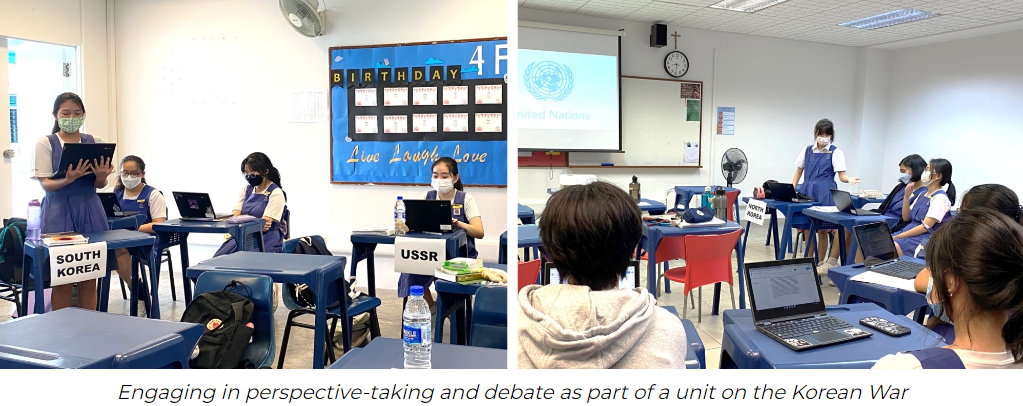 4F
BIRTHDAY
Live Laugh Love
SOUTH
KOREA
USSR
United Nations
NORTH
KOREA
Engaging in perspective-taking and debate as part of a unit on the Korean War